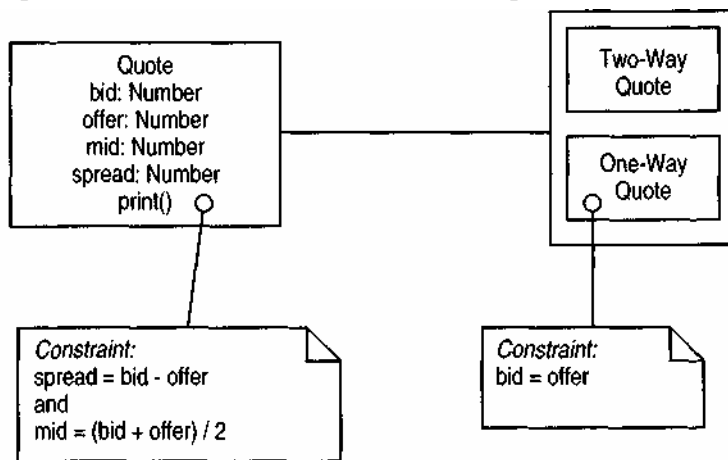 Quote
bid: Number
offer: Number
mid: Number
spread: Number
print()
Two-Way
Quote
One-Way
Quote
Constraint:
spread = bid - offer
and
mid = (bid + offer) / 2
Constraint:
bid = offer